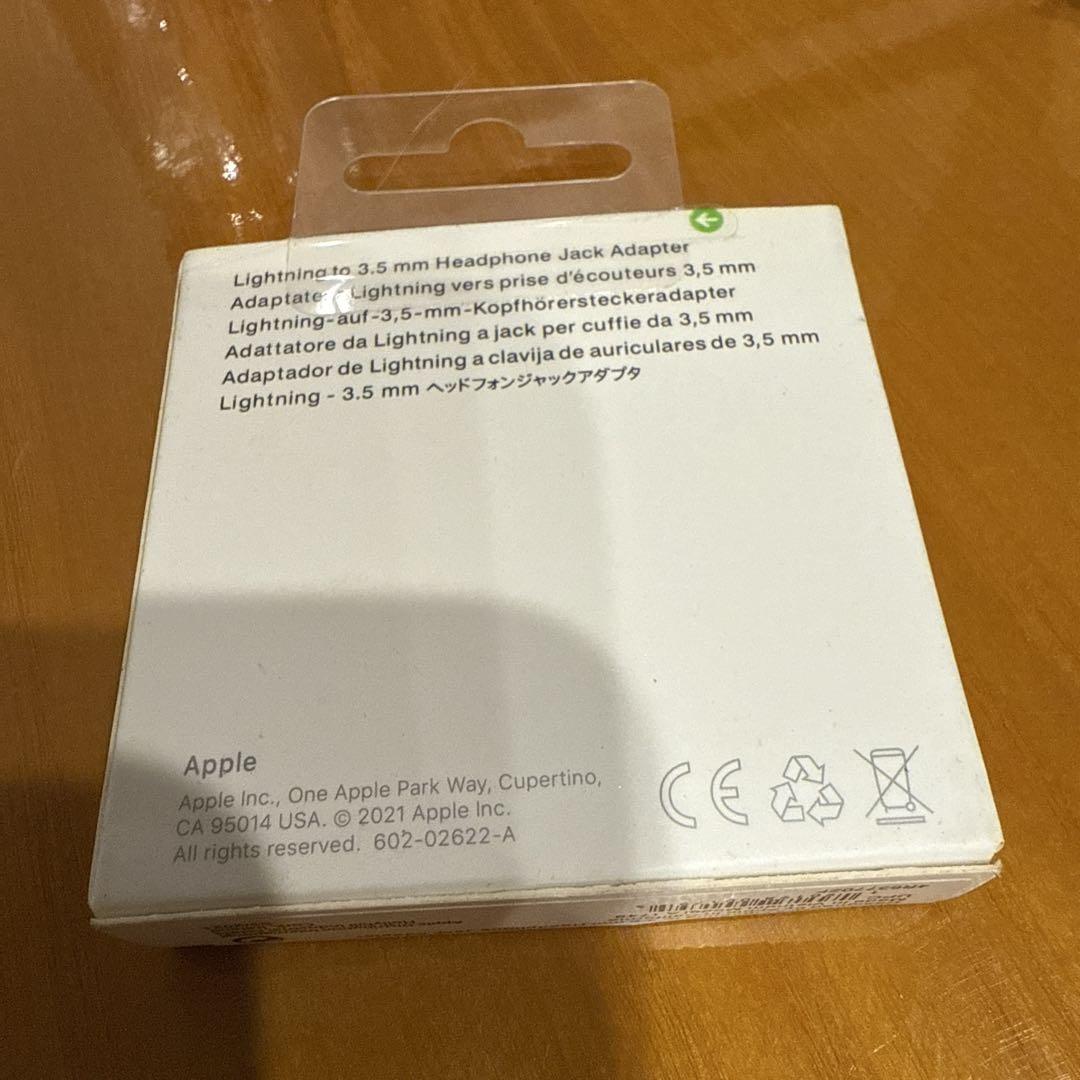 Lightning to 3.5 mm Headphone Jack Adapter
Lightning vers prise d'écouteurs 3,5 mm
Lightning-auf-3,5-mm-Kopfhörersteckeradapter
Adattatore da Lightning a jack per cuffie da 3,5 mm
Adaptador de Lightning a clavija de auriculares de 3,5 mm
Lightning - 3.5 mm ヘッドフォンジャックアダプタ
Apple
Apple Inc., One Apple Park Way, Cupertino,
CA 95014 USA. © 2021 Apple Inc.
All rights reserved. 602-02622-A
CE